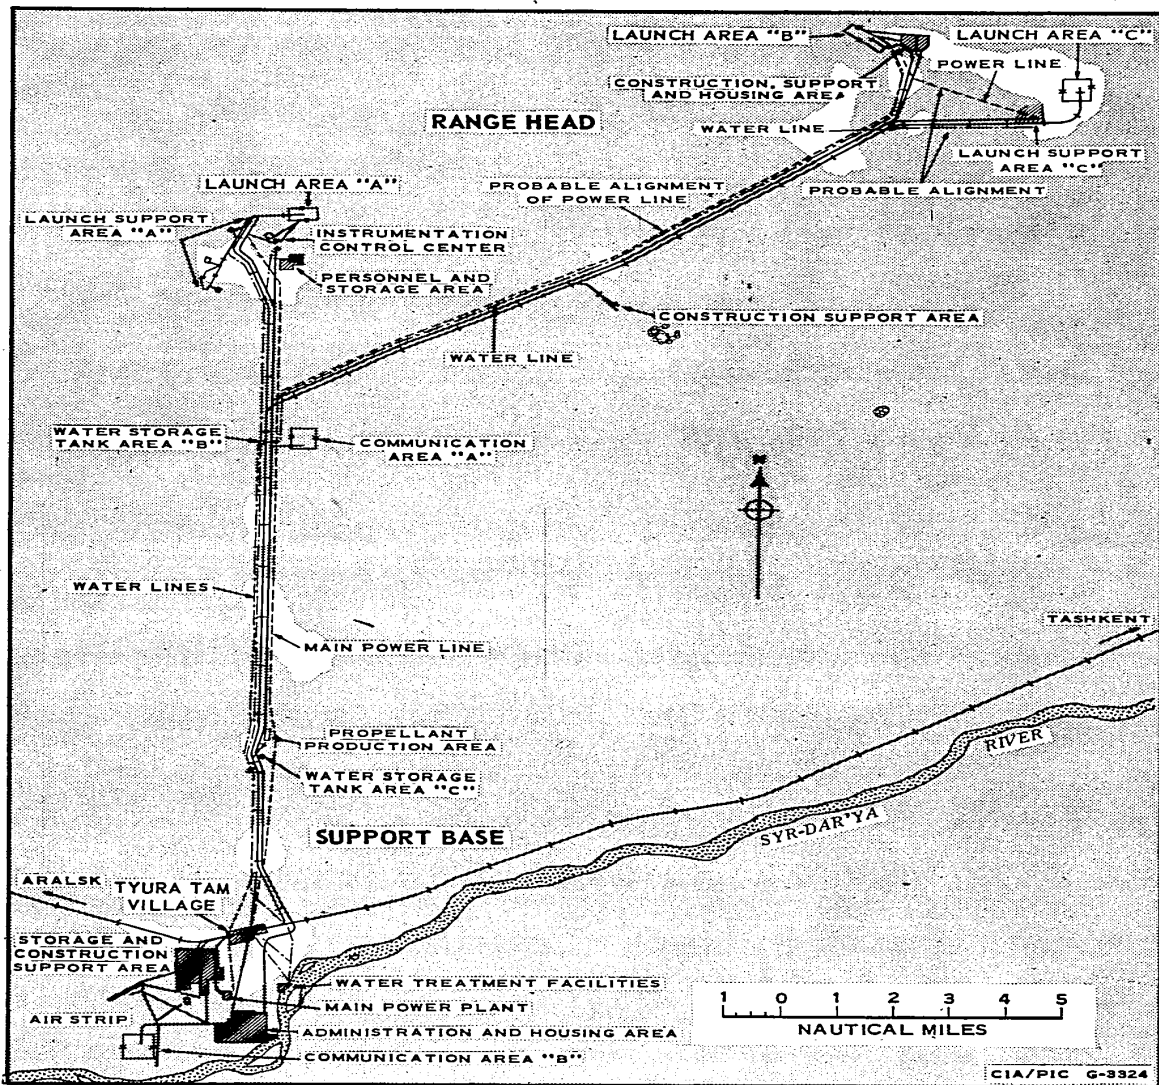 LAUNCH AREA "B"
LAUNCH AREA "C"
POWER LINE
CONSTRUCTION, SUPPORT
AND HOUSING AREA
RANGE HEAD
WATER LINE
LAUNCH SUPPORT
AREA "C"
PROBABLE ALIGNMENT
OF POWER LINE
PROBABLE ALIGNMENT
LAUNCH AREA "A"
LAUNCH SUPPORT
AREA "A"
INSTRUMENTATION
CONTROL CENTER
PERSONNEL AND
STORAGE AREA
CONSTRUCTION SUPPORT AREA
WATER LINE
WATER STORAGE
TANK AREA "B"
COMMUNICATION
AREA "A"
N
WATER LINES
MAIN POWER LINE
TASHKENT
PROPELLANT
PRODUCTION AREA
RIVER
WATER STORAGE
TANK AREA "C"
SYR-DAR'YA
SUPPORT BASE
ARALSK
TYURA TAM
VILLAGE
STORAGE AND
CONSTRUCTION
SUPPORT AREA
WATER TREATMENT FACILITIES
MAIN POWER PLANT
AIR STRIP
ADMINISTRATION AND HOUSING AREA
COMMUNICATION AREA "B"
1 0 1 2 3 4 5
NAUTICAL MILES
CIA/PIC G-3324